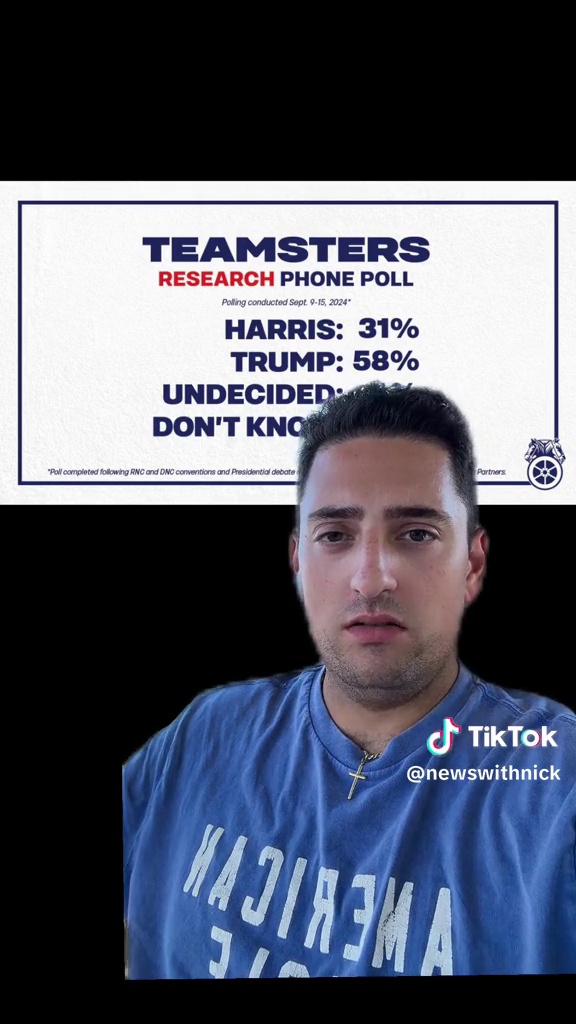 TEAMSTERS
RESEARCH PHONE POLL
Polling conducted Sept. 9-15, 2024*
HARRIS: 31%
TRUMP: 58%
UNDECIDED:
DON'T
*Poll completed following RNC and DNC conventions and Presidential debate
Partners.
TikTok
@newswithnick
AMERICAN